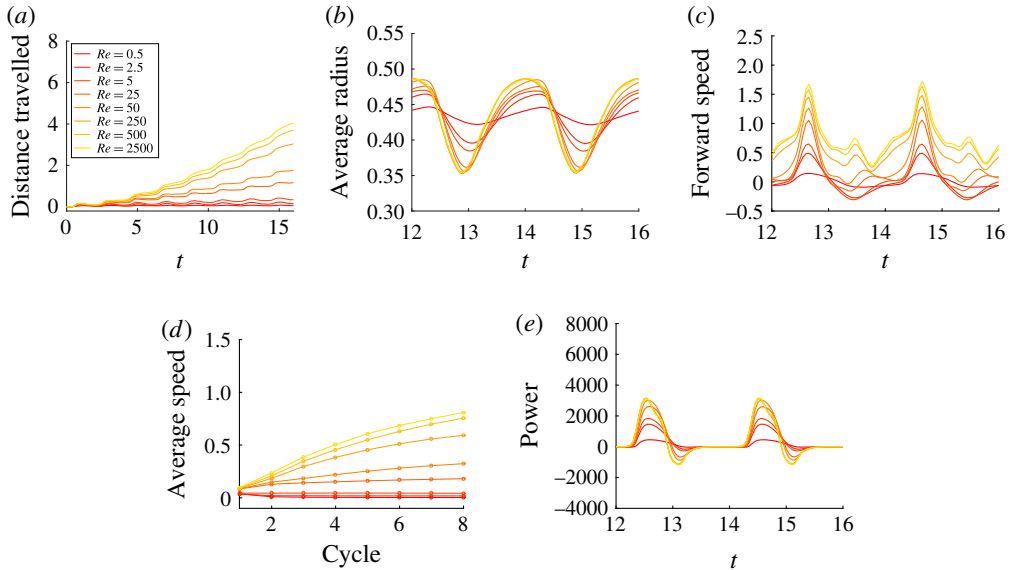 (a)
Distance travelled
8
6
4
2
0
0
5
10
15
t
Re = 0.5
Re = 2.5
Re = 5
Re = 25
Re = 50
Re = 250
Re = 500
Re = 2500
(b)
Average radius
0.55
0.50
0.45
0.40
0.35
0.30
12
13
14
15
16
t
(c)
Forward speed
2.5
2.0
1.5
1.0
0.5
0
−0.5
12
13
14
15
16
t
(d)
Average speed
1.5
1.0
0.5
0
2
4
6
8
Cycle
(e)
Power
8000
6000
4000
2000
0
−2000
−4000
12
13
14
15
16
t